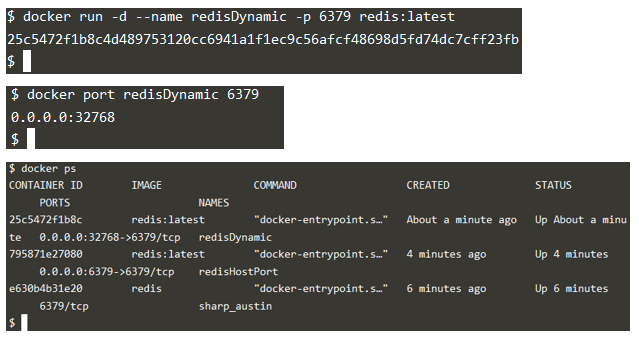 $ docker run -d --name redisDynamic -p 6379 redis:latest
25c5472f1b8c4d489753120cc6941a1f1ec9c56afcf48698d5fd74dc7cff23fb
$
$ docker port redisDynamic 6379
0.0.0.0:32768
$
$ docker ps
CONTAINER ID        IMAGE               COMMAND                  CREATED             STATUS
     PORTS                    NAMES
25c5472f1b8c        redis:latest        "docker-entrypoint.s…"   About a minute ago   Up About a minu
te   0.0.0.0:32768->6379/tcp   redisDynamic
795871e27080        redis:latest        "docker-entrypoint.s…"   4 minutes ago       Up 4 minutes
     0.0.0.0:6379->6379/tcp    redisHostPort
e630b4b31e20        redis               "docker-entrypoint.s…"   6 minutes ago       Up 6 minutes
     6379/tcp                 sharp_austin
$